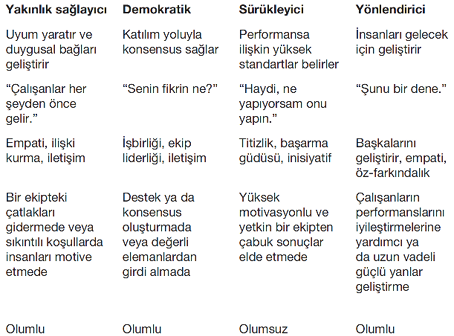 Yakınlık sağlayıcı
Demokratik
Sürükleyici
Yönlendirici
Uyum yaratır ve
duygusal bağları
geliştirir
Katılım yoluyla
konsensus sağlar
Performansa
ilişkin yüksek
standartlar belirler
İnsanları gelecek
için geliştirir
“Çalışanlar her
şeyden önce
gelir.”
“Senin fikrin ne?”
“Haydi, ne
yapıyorsam onu
yapın.”
“Şunu bir dene.”
Empati, ilişki
kurma, iletişim
İşbirliği, ekip
liderliği, iletişim
Titizlik, başarma
güdüsü, inisiyatif
Başkalarını
geliştirir, empati,
öz-farkındalık
Bir ekipteki
çatlakları
gidermede veya
sıkıntılı koşullarda
insanları motive
etmede
Destek ya da
konsensus
oluşturmada
veya değerli
elemanlardan
girdi almada
Yüksek
motivasyonlu ve
yetkin bir ekipten
çabuk sonuçlar
elde etmede
Çalışanların
performanslarını
iyileştirmelerine
yardımcı ya
da uzun vadeli
güçlü yanlar
geliştirme
Olumlu
Olumlu
Olumsuz
Olumlu